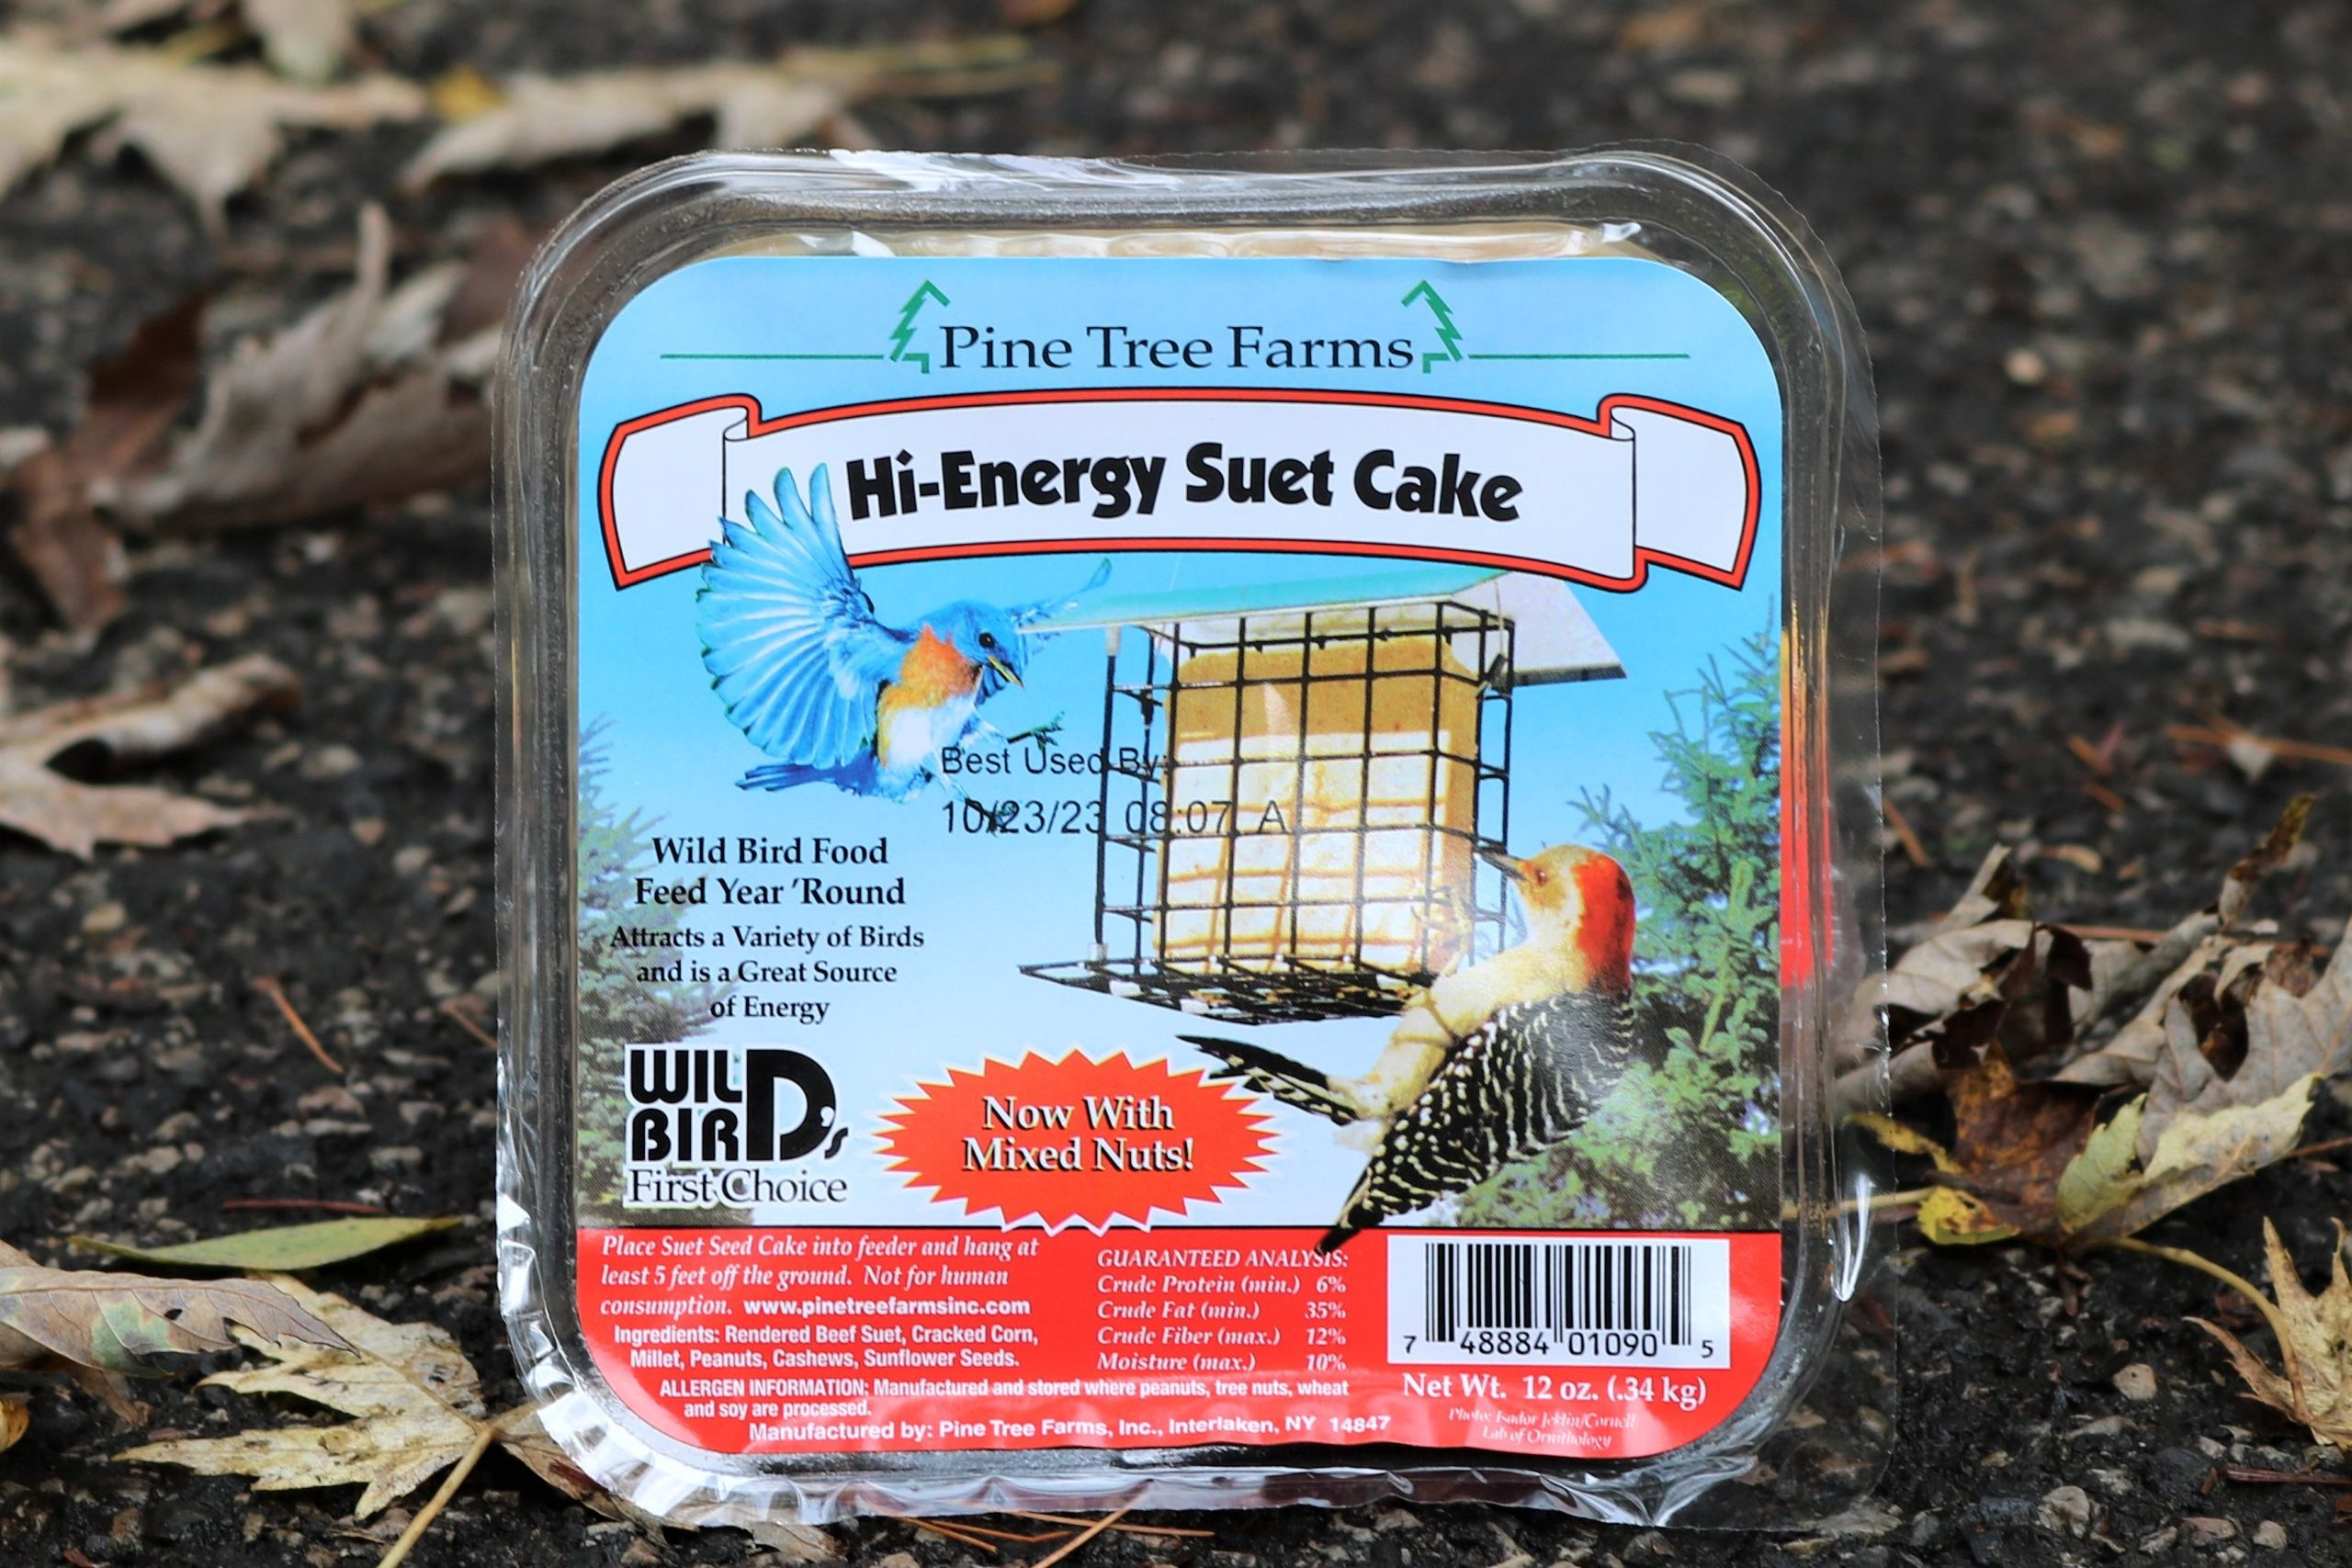 Pine Tree Farms
Hi-Energy Suet Cake
Best Used By:
10/23/23 08:07 A
Wild Bird Food
Feed Year 'Round
Attracts a Variety of Birds
and is a Great Source
of Energy
WILD
BIRDs
First Choice
Now With
Mixed Nuts!
Place Suet Seed Cake into feeder and hang at
least 5 feet off the ground. Not for human
consumption. www.pinetreefarmsinc.com
Ingredients: Rendered Beef Suet, Cracked Corn,
Millet, Peanuts, Cashews, Sunflower Seeds.
GUARANTEED ANALYSIS:
Crude Protein (min.) 6%
Crude Fat (min.) 35%
Crude Fiber (max.) 12%
Moisture (max.) 10%
7 48884 01090 5
Net Wt. 12 oz. (.34 kg)
ALLERGEN INFORMATION: Manufactured and stored where peanuts, tree nuts, wheat
and soy are processed.
Manufactured by: Pine Tree Farms, Inc., Interlaken, NY 14847
Photo: Isador Jeklin/Cornell
Lab of Ornithology